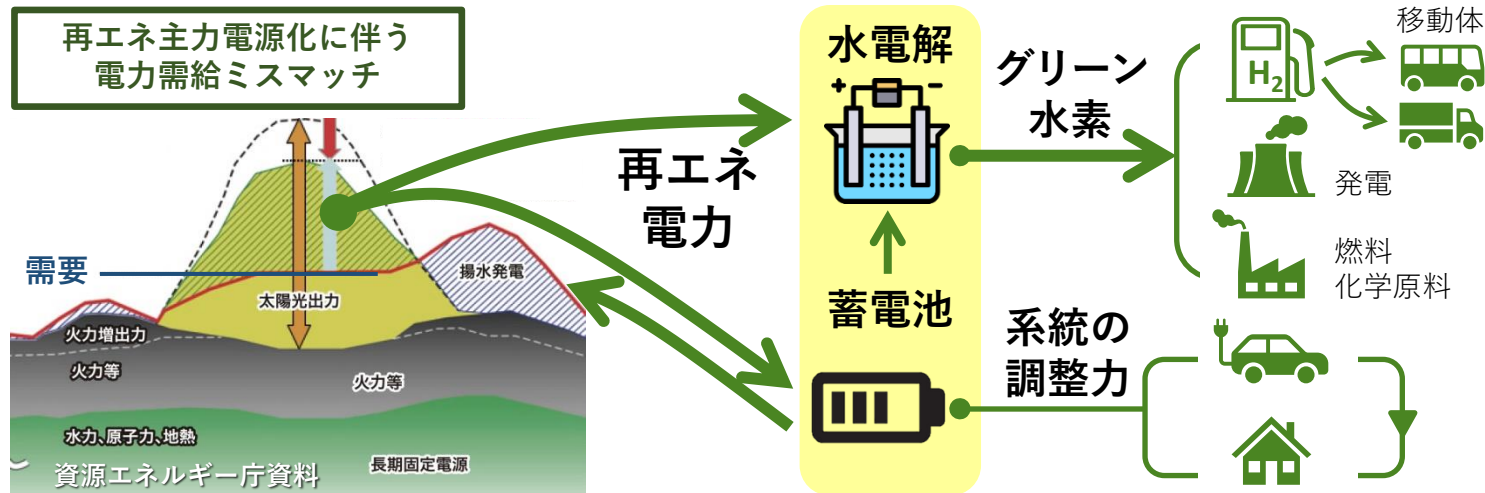 再エネ主力電源化に伴う
電力需給ミスマッチ
需要
太陽光出力
揚水発電
火力増出力
火力等
火力等
水力、原子力、地熱
長期固定電源
資源エネルギー庁資料
再エネ
電力
水電解
+ −
蓄電池
グリーン
水素
系統の
調整力
H₂
移動体
発電
燃料
化学原料